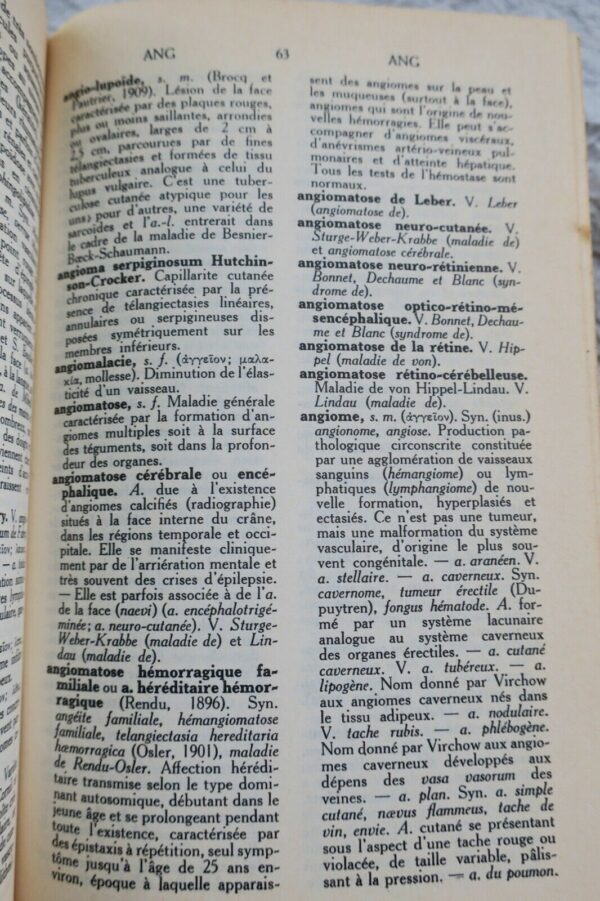 ANG
63
ANG
angio-lupoïde, s. m. (Brocq et
Pautrier, 1909). Lésion de la face
caractérisée par des plaques rouges,
plus ou moins saillantes, arrondies
ou ovalaires, larges de 2 cm à
2,5 cm, parcourues par de fines
télangiectasies et formées de tissu
tuberculeux analogue à celui du
lupus vulgaire. C'est une tuber-
culose cutanée atypique pour les
uns; pour d'autres, une variété de
sarcoïdes et l'a.-l. entrerait dans
le cadre de la maladie de Besnier-
Bœck-Schaumann.
angioma serpiginosum Hutchin-
son-Crocker. Capillarite cutanée
chronique caractérisée par la pré-
sence de télangiectasies linéaires,
annulaires ou serpigineuses dis-
posées symétriquement sur les
membres inférieurs.
angiomalacie, s. f. (ἀγγεῖον; μαλα-
κία, mollesse). Diminution de l'élas-
ticité d'un vaisseau.
angiomatose, s. f. Maladie générale
caractérisée par la formation d'an-
giomes multiples soit à la surface
des téguments, soit dans la profon-
deur des organes.
angiomatose cérébrale ou encé-
phalique. A. due à l'existence
d'angiomes calcifiés (radiographie)
situés à la face interne du crâne,
dans les régions temporale et occi-
pitale. Elle se manifeste clinique-
ment par de l'arriération mentale et
très souvent des crises d'épilepsie.
— Elle est parfois associée à de l'a.
de la face (nævi) (a. encéphalotrigé-
minée; a. neuro-cutanée). V. Sturge-
Weber-Krabbe (maladie de) et Lin-
dau (maladie de).
angiomatose hémorragique fa-
miliale ou a. héréditaire hémor-
ragique (Rendu, 1896). Syn.
angéite familiale, hémangiomatose
familiale, telangiectasia hereditaria
hæmorragica (Osler, 1901), maladie
de Rendu-Osler. Affection hérédi-
taire transmise selon le type domi-
nant autosomique, débutant dans le
jeune âge et se prolongeant pendant
toute l'existence, caractérisée par
des épistaxis à répétition, seul symp-
tôme jusqu'à l'âge de 25 ans en-
viron, époque à laquelle apparais-
sent des angiomes sur la peau et
les muqueuses (surtout à la face),
angiomes qui sont l'origine de nou-
velles hémorragies. Elle peut s'ac-
compagner d'angiomes viscéraux,
d'anévrismes artério-veineux pul-
monaires et d'atteinte hépatique.
Tous les tests de l'hémostase sont
normaux.
angiomatose de Leber. V. Leber
(angiomatose de).
angiomatose neuro-cutanée. V.
Sturge-Weber-Krabbe (maladie de)
et angiomatose cérébrale.
angiomatose neuro-rétinienne. V.
Bonnet, Dechaume et Blanc (syn-
drome de).
angiomatose optico-rétino-mé-
sencéphalique. V. Bonnet, Dechau-
me et Blanc (syndrome de).
angiomatose de la rétine. V. Hip-
pel (maladie de von).
angiomatose rétino-cérébelleuse.
Maladie de von Hippel-Lindau. V.
Lindau (maladie de).
angiome, s. m. (ἀγγεῖον). Syn. (inus.)
angionome, angiose. Production pa-
thologique circonscrite constituée
par une agglomération de vaisseaux
sanguins (hémangiome) ou lym-
phatiques (lymphangiome) de nou-
velle formation, hyperplasiés et
ectasiés. Ce n'est pas une tumeur,
mais une malformation du système
vasculaire, d'origine le plus sou-
vent congénitale. — a. aranéen. V.
a. stellaire. — a. caverneux. Syn.
cavernome, tumeur érectile (Du-
puytren), fongus hématode. A. for-
mé par un système lacunaire
analogue au système caverneux
des organes érectiles. — a. cutané
caverneux. V. a. tubéreux. — a.
lipogène. Nom donné par Virchow
aux angiomes caverneux nés dans
le tissu adipeux. — a. nodulaire.
V. tache rubis. — a. phlébogène.
Nom donné par Virchow aux angio-
mes caverneux développés aux
dépens des vasa vasorum des
veines. — a. plan. Syn. a. simple
cutané, nævus flammeus, tache de
vin, envie. A. cutané se présentant
sous l'aspect d'une tache rouge ou
violacée, de taille variable, pâlis-
sant à la pression. — a. du poumon.